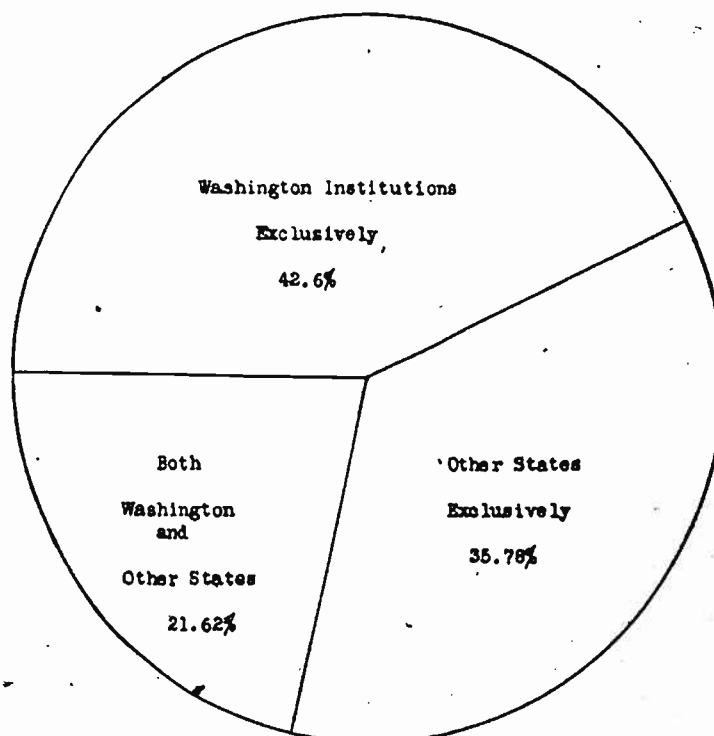 Washington Institutions
Exclusively
42.6%
Both
Washington
and
Other States
21.62%
Other States
Exclusively
35.78%